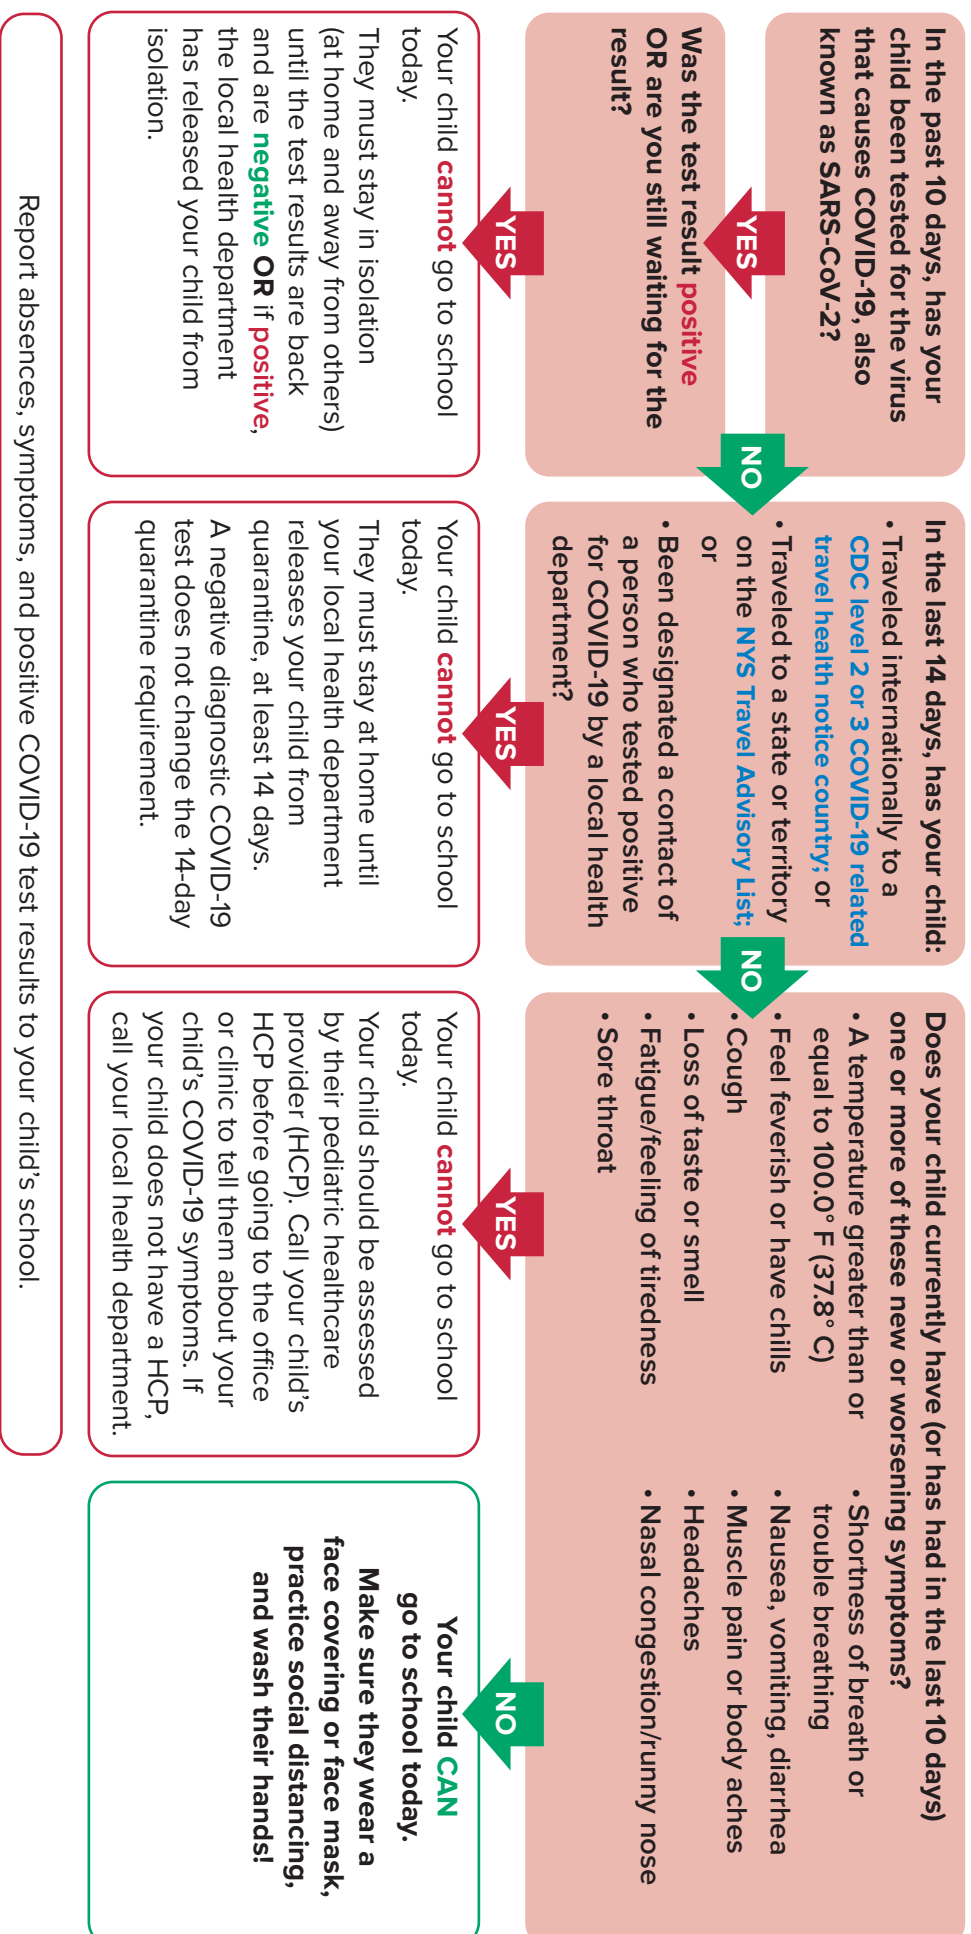 In the past 10 days, has your
child been tested for the virus
that causes COVID-19, also
known as SARS-CoV-2?
YES
Was the test result positive
OR are you still waiting for the
result?
YES
Your child cannot go to school
today.
They must stay in isolation
(at home and away from others)
until the test results are back
and are negative OR if positive,
the local health department
has released your child from
isolation.
NO
In the last 14 days, has your child:
• Traveled internationally to a
CDC level 2 or 3 COVID-19 related
travel health notice country; or
• Traveled to a state or territory
on the NYS Travel Advisory List;
or
• Been designated a contact of
a person who tested positive
for COVID-19 by a local health
department?
YES
Your child cannot go to school
today.
They must stay at home until
your local health department
releases your child from
quarantine, at least 14 days.
A negative diagnostic COVID-19
test does not change the 14-day
quarantine requirement.
NO
Does your child currently have (or has had in the last 10 days)
one or more of these new or worsening symptoms?
• A temperature greater than or
equal to 100.0° F (37.8° C)
• Feel feverish or have chills
• Cough
• Loss of taste or smell
• Fatigue/feeling of tiredness
• Sore throat
• Shortness of breath or
trouble breathing
• Nausea, vomiting, diarrhea
• Muscle pain or body aches
• Headaches
• Nasal congestion/runny nose
YES
Your child cannot go to school
today.
Your child should be assessed
by their pediatric healthcare
provider (HCP). Call your child's
HCP before going to the office
or clinic to tell them about your
child's COVID-19 symptoms. If
your child does not have a HCP,
call your local health department.
NO
Your child CAN
go to school today.
Make sure they wear a
face covering or face mask,
practice social distancing,
and wash their hands!
Report absences, symptoms, and positive COVID-19 test results to your child's school.